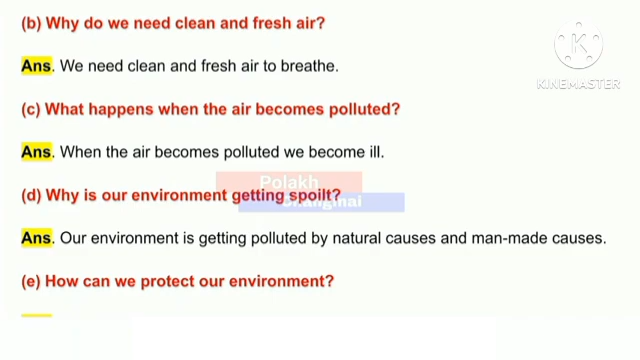 (b) Why do we need clean and fresh air?
K
KINEMASTER
Ans. We need clean and fresh air to breathe.
(c) What happens when the air becomes polluted?
Ans. When the air becomes polluted we become ill.
Polakh
(d) Why is our environment getting spoilt?
Ans. Our environment is getting polluted by natural causes and man-made causes.
(e) How can we protect our environment?